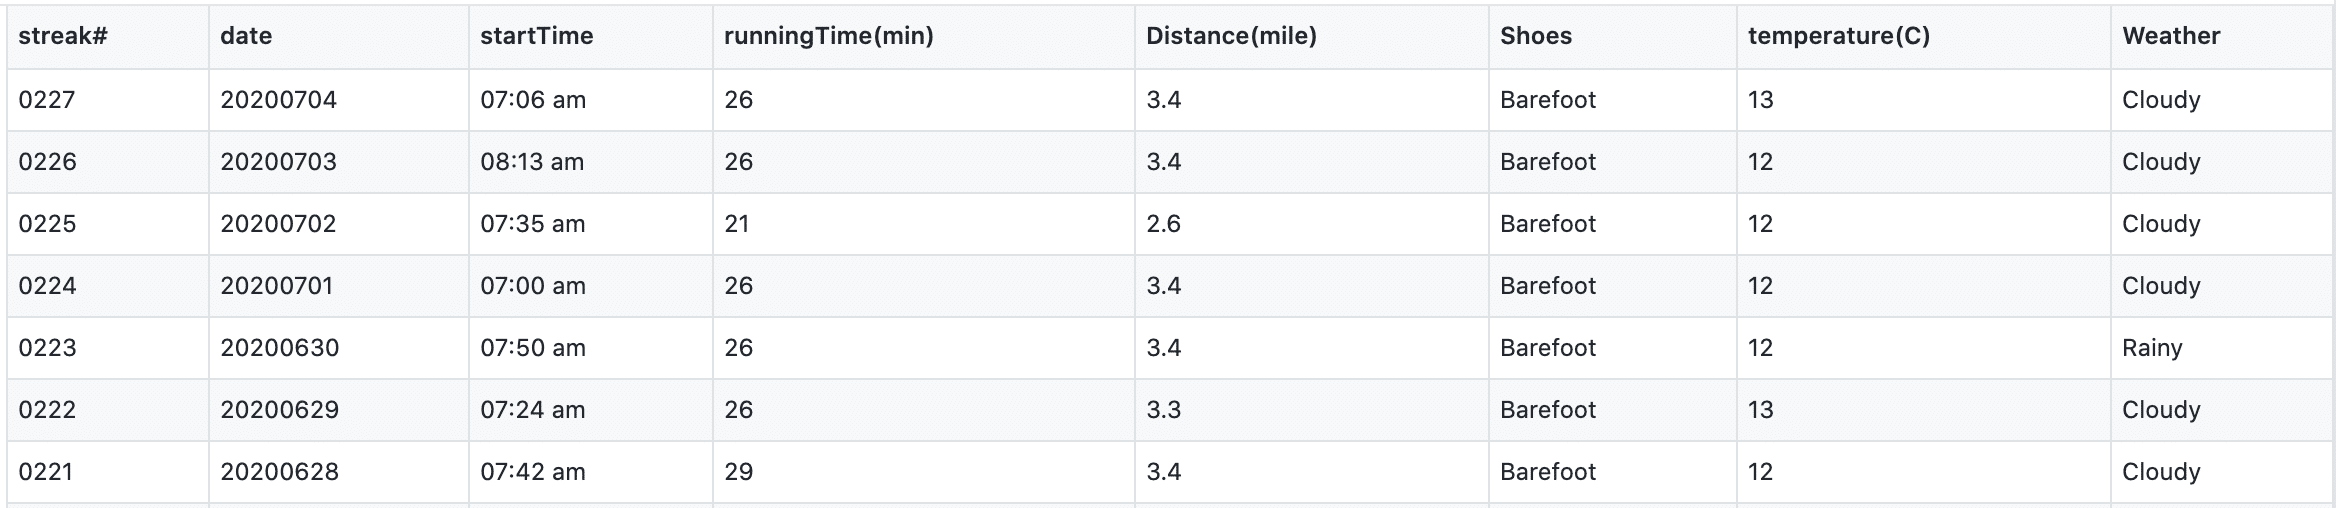 streak# date startTime runningTime(min) Distance(mile) Shoes temperature(C) Weather
0227 20200704 07:06 am 26 3.4 Barefoot 13 Cloudy
0226 20200703 08:13 am 26 3.4 Barefoot 12 Cloudy
0225 20200702 07:35 am 21 2.6 Barefoot 12 Cloudy
0224 20200701 07:00 am 26 3.4 Barefoot 12 Cloudy
0223 20200630 07:50 am 26 3.4 Barefoot 12 Rainy
0222 20200629 07:24 am 26 3.3 Barefoot 13 Cloudy
0221 20200628 07:42 am 29 3.4 Barefoot 12 Cloudy